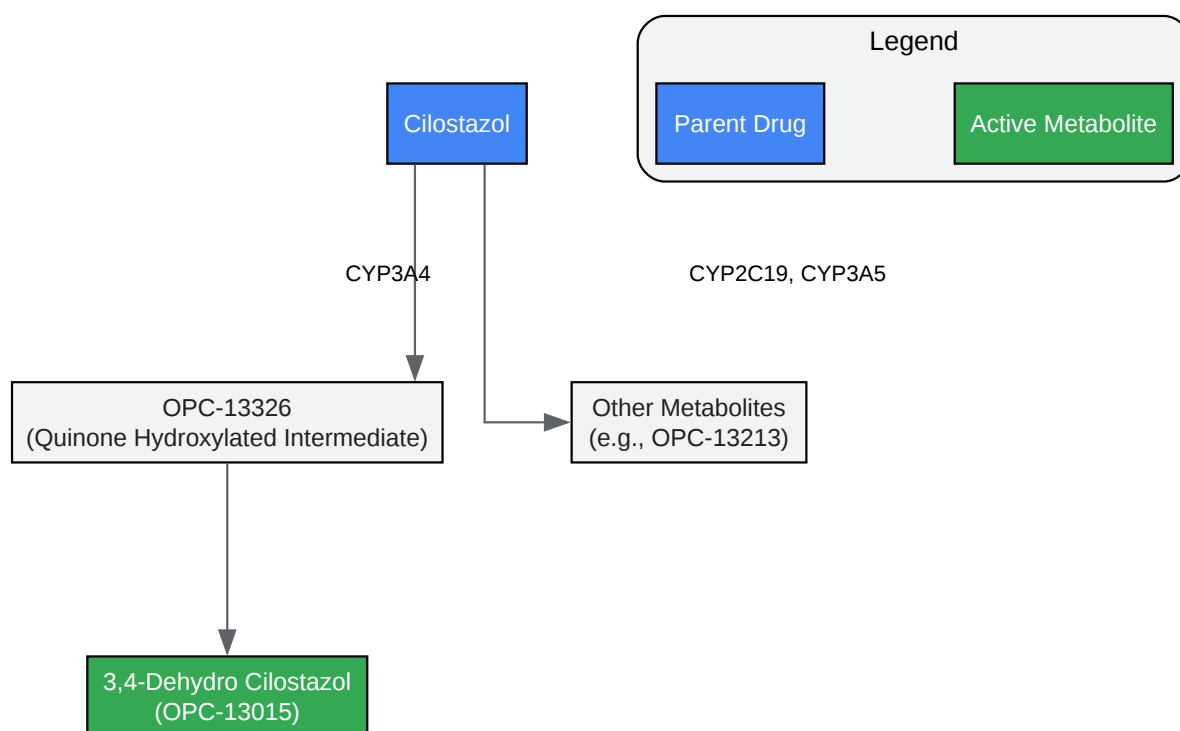 Legend
Cilostazol
Parent Drug
Active Metabolite
CYP3A4
CYP2C19, CYP3A5
OPC-13326
(Quinone Hydroxylated Intermediate)
Other Metabolites
(e.g., OPC-13213)
3,4-Dehydro Cilostazol
(OPC-13015)